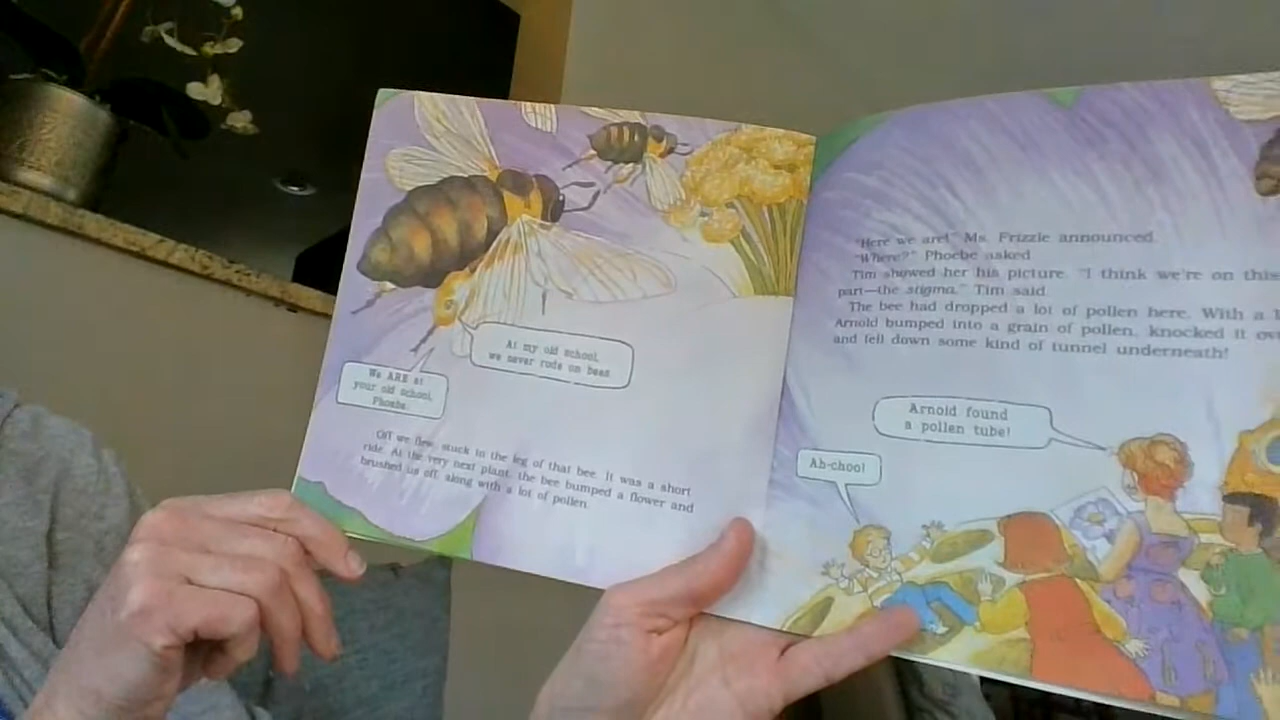 At my old school,
we never rode on bees.
We ARE at
your old school,
Phoebe.
Off we flew, stuck in the leg of that bee. It was a short
ride. At the very next plant, the bee bumped a flower and
brushed us off, along with a lot of pollen.
"Here we are!" Ms. Frizzle announced.
"Where?" Phoebe asked.
Tim showed her his picture. "I think we're on this
part—the stigma," Tim said.
The bee had dropped a lot of pollen here. With a
Arnold bumped into a grain of pollen, knocked it
and fell down some kind of tunnel underneath!
Arnold found
a pollen tube!
Ah-choo!